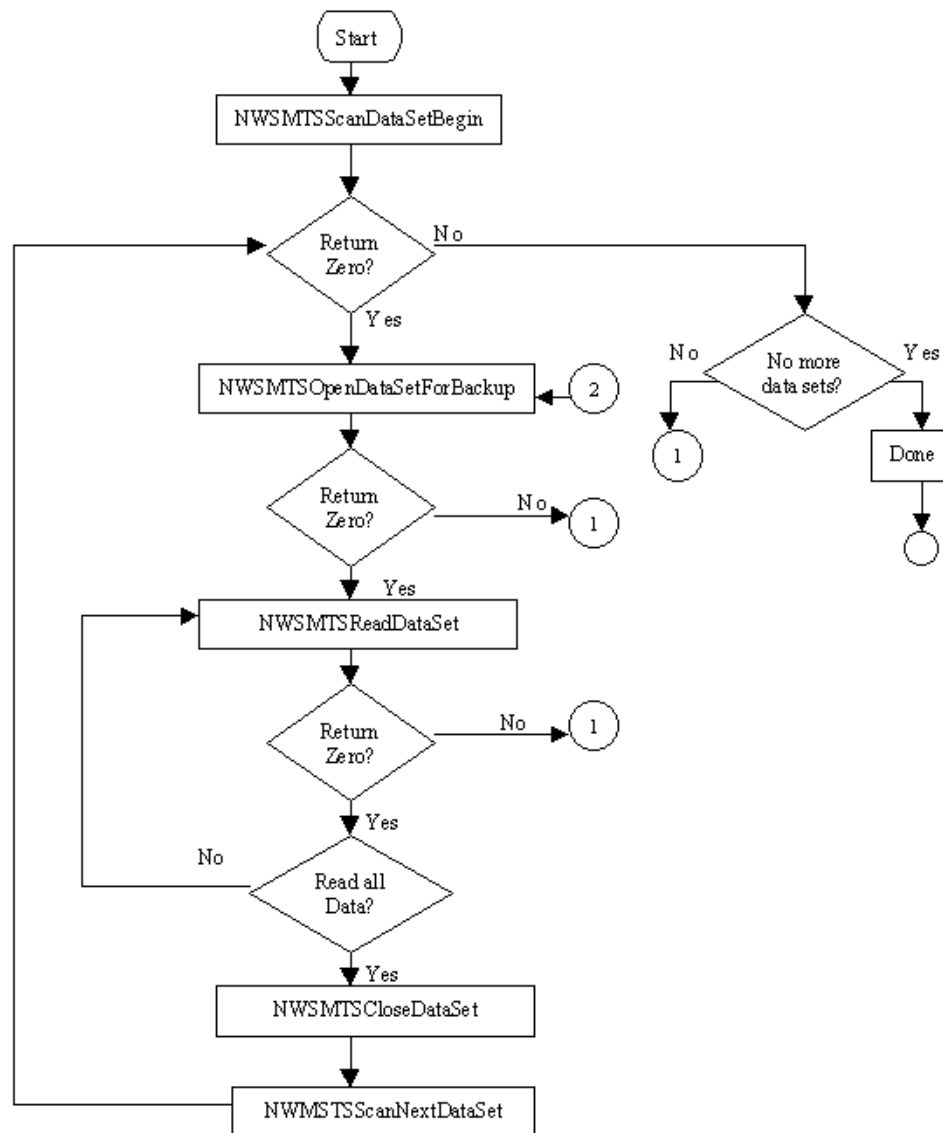 Start
NWSMTSScanDataSetBegin
Return
Zero?
No
Yes
No more
data sets?
No
Yes
NWSMTSOpenDataSetForBackup
2
1
Done
Return
Zero?
No
1
Yes
NWSMTSReadDataSet
Return
Zero?
No
1
Yes
No
Read all
Data?
Yes
NWSMTSCloseDataSet
NWMSTSScanNextDataSet